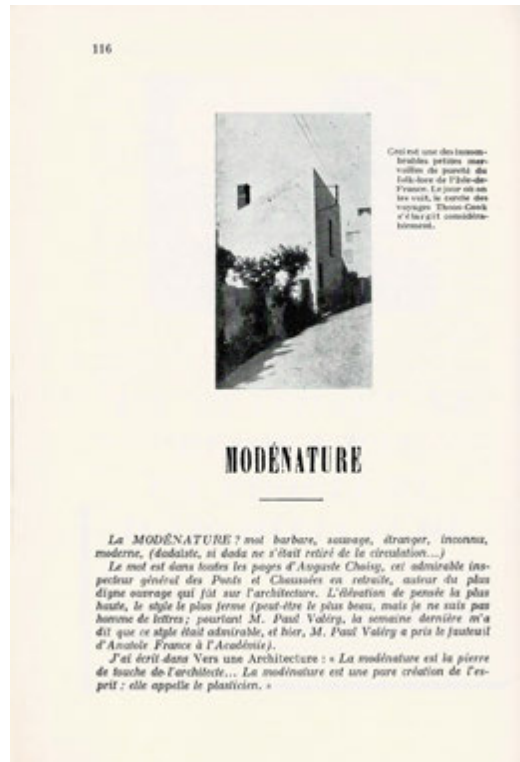 116
Ceci est une des innom-
brables petites mer-
veilles de pureté du
folk-lore de l'Isle-de-
France. Le jour où on
les voit, le cercle des
voyages Thom-Cook
s'élargit considéra-
blement.
MODÉNATURE
La MODÉNATURE ? mot barbare, sauvage, étranger, inconnu,
moderne, (dadaïste, si dada ne s'était retiré de la circulation...)
Le mot est dans toutes les pages d'Auguste Choisy, cet admirable ins-
pecteur général des Ponts et Chaussées en retraite, auteur du plus
digne ouvrage qui fût sur l'architecture. L'élévation de pensée la plus
haute, le style le plus ferme (peut-être le plus beau, mais je ne suis pas
homme de lettres ; pourtant M. Paul Valéry, la semaine dernière m'a
dit que ce style était admirable, et hier, M. Paul Valéry a pris le fauteuil
d'Anatole France à l'Académie).
J'ai écrit dans Vers une Architecture : « La modénature est la pierre
de touche de l'architecte... La modénature est une pure création de l'es-
prit ; elle appelle le plasticien. »